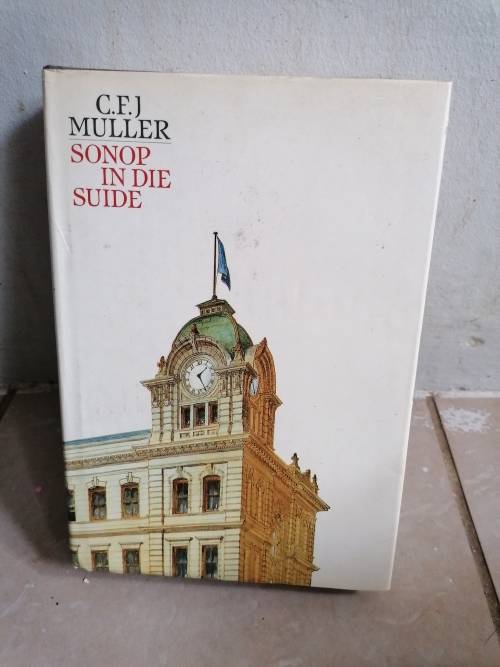 C.F.J
MULLER
SONOP
IN DIE
SUIDE